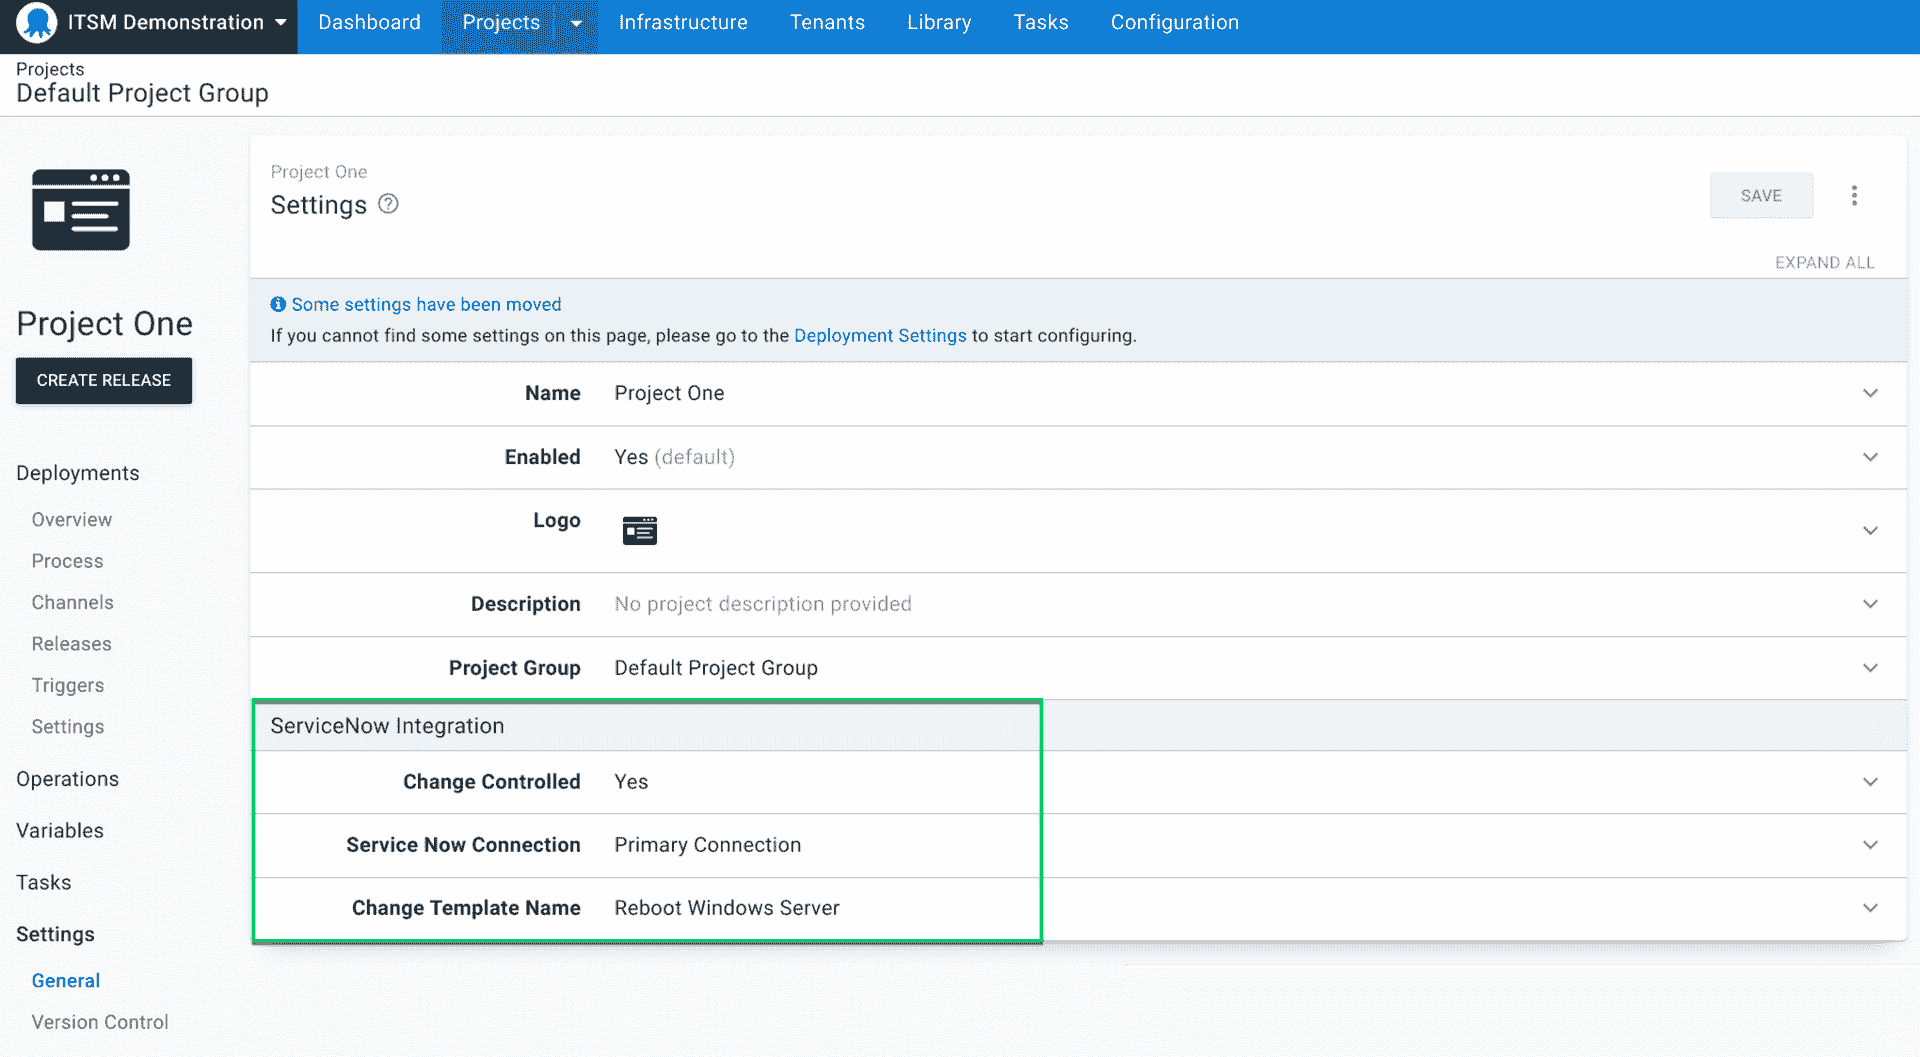 ITSM Demonstration Dashboard Projects Infrastructure Tenants Library Tasks Configuration
Projects
Default Project Group
Project One
Settings ?
SAVE
EXPAND ALL
Some settings have been moved
If you cannot find some settings on this page, please go to the Deployment Settings to start configuring.
Name Project One
Enabled Yes (default)
Logo
Description No project description provided
Project Group Default Project Group
ServiceNow Integration
Change Controlled Yes
Service Now Connection Primary Connection
Change Template Name Reboot Windows Server
Project One
CREATE RELEASE
Deployments
Overview
Process
Channels
Releases
Triggers
Settings
Operations
Variables
Tasks
Settings
General
Version Control